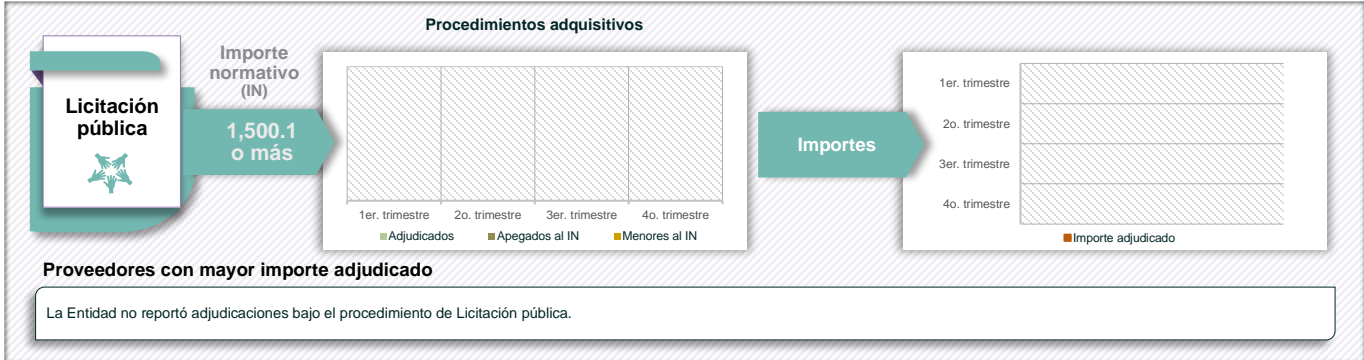 Procedimientos adquisitivos
Licitación
pública
Importe
normativo
(IN)
1,500.1
o más
1er. trimestre 2o. trimestre 3er. trimestre 4o. trimestre
Adjudicados Apegados al IN Menores al IN
Importes
1er. trimestre
2o. trimestre
3er. trimestre
4o. trimestre
Importe adjudicado
Proveedores con mayor importe adjudicado
La Entidad no reportó adjudicaciones bajo el procedimiento de Licitación pública.